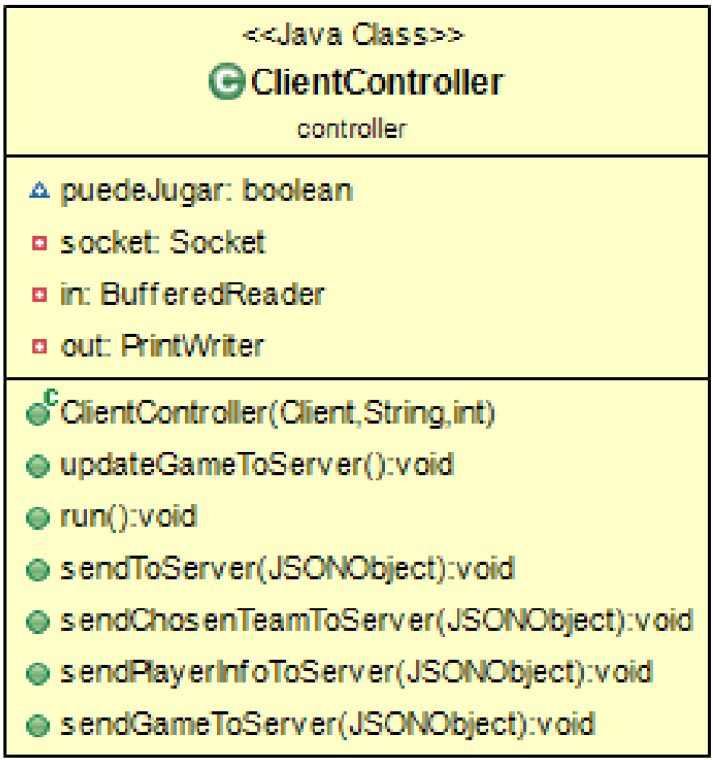 <<Java Class>>
C ClientController
controller
puedeJugar: boolean
socket: Socket
in: BufferedReader
out: PrintWriter
C ClientController(Client,String,int)
updateGameToServer():void
run():void
sendToServer(JSONObject):void
sendChosenTeamToServer(JSONObject):void
sendPlayerInfoToServer(JSONObject):void
sendGameToServer(JSONObject):void